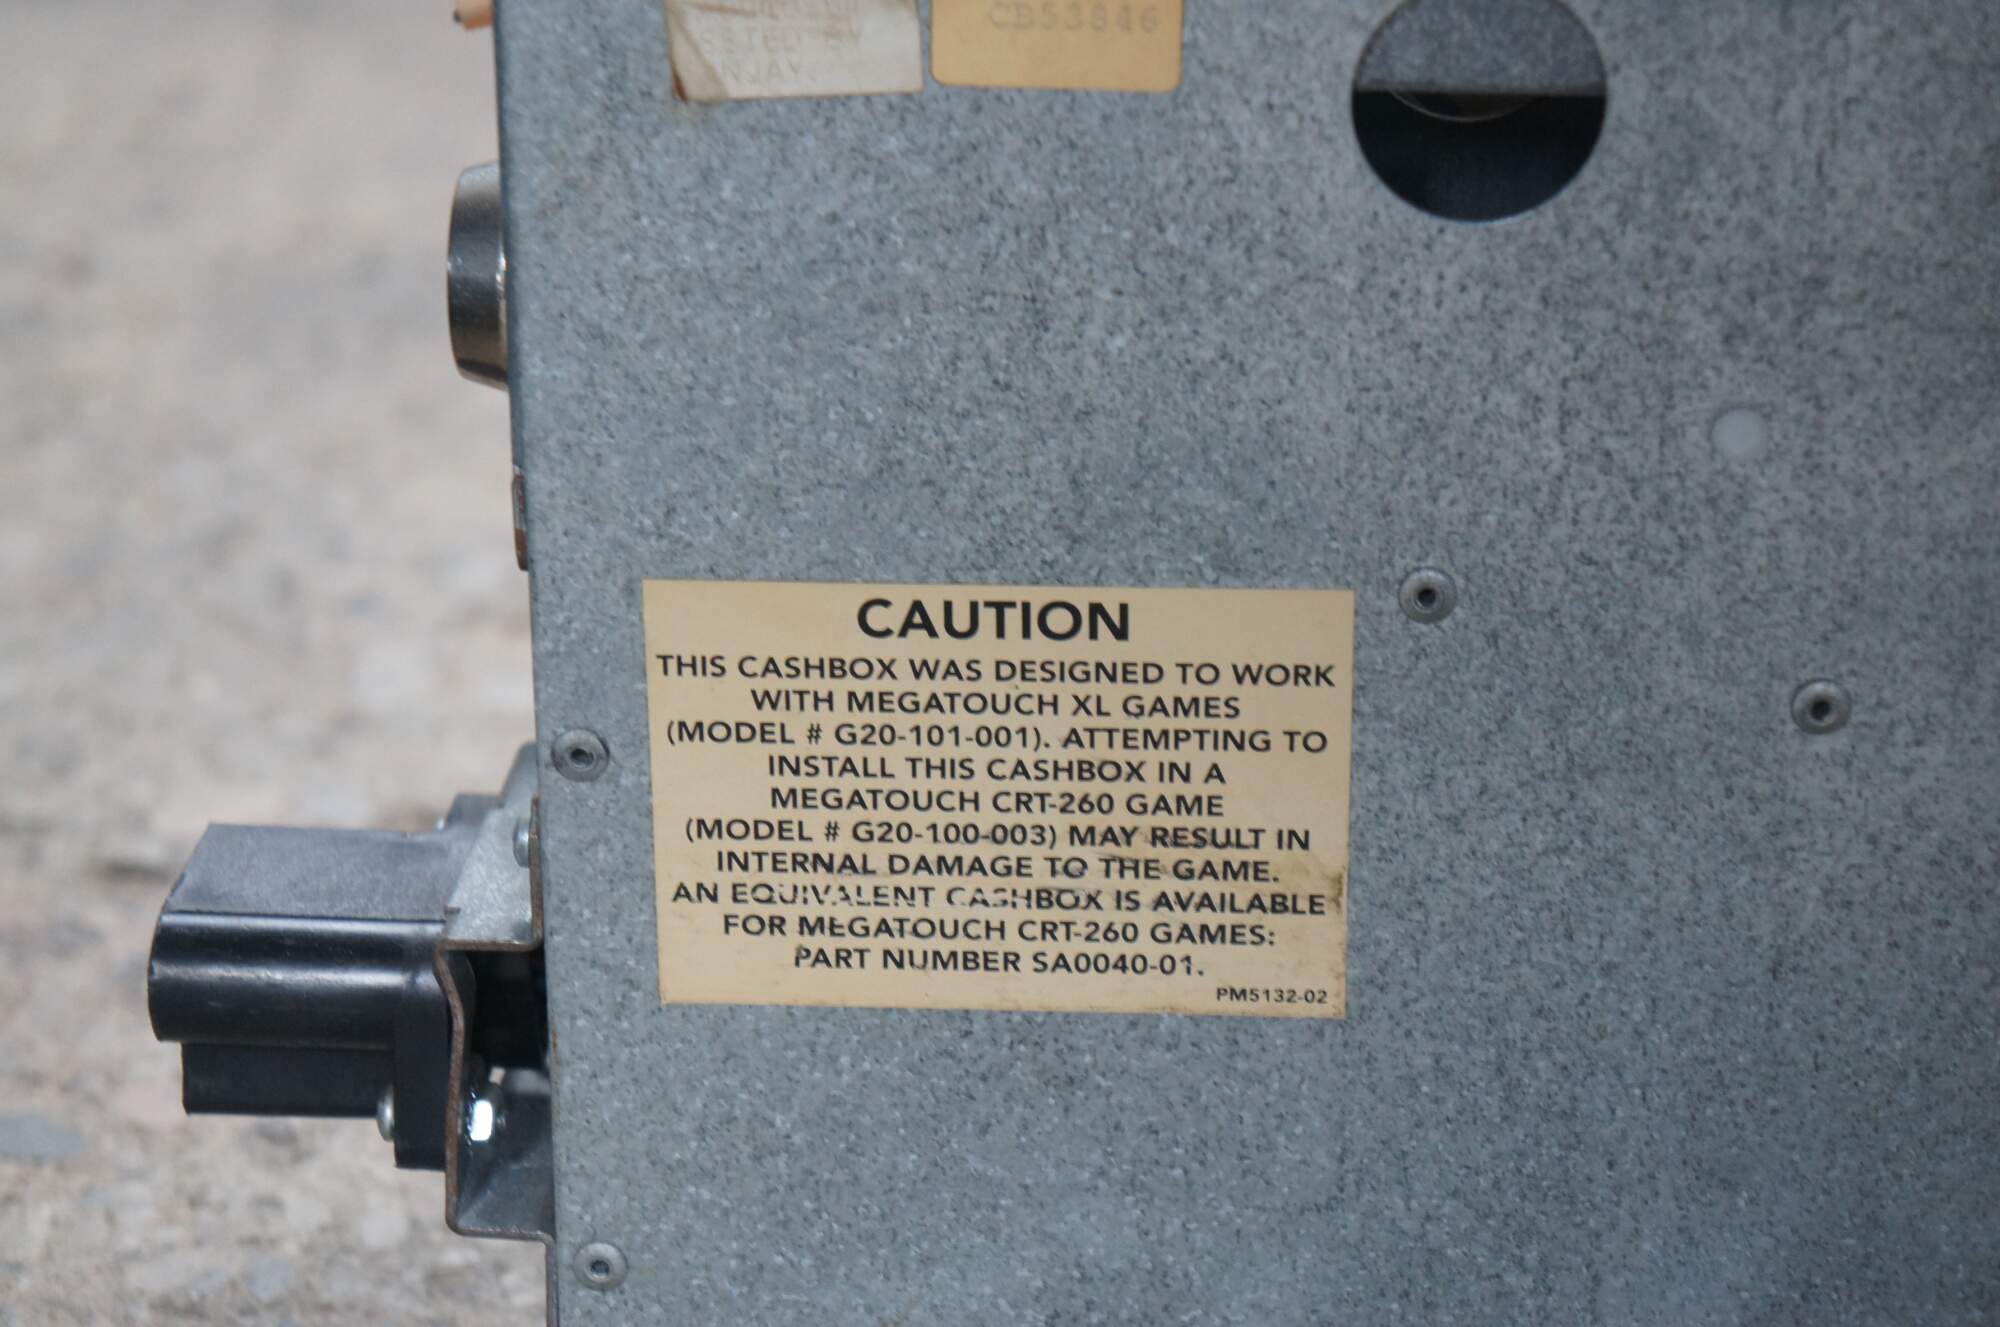 CB53846
CAUTION
THIS CASHBOX WAS DESIGNED TO WORK
WITH MEGATOUCH XL GAMES
(MODEL # G20-101-001). ATTEMPTING TO
INSTALL THIS CASHBOX IN A
MEGATOUCH CRT-260 GAME
(MODEL # G20-100-003) MAY RESULT IN
INTERNAL DAMAGE TO THE GAME.
AN EQUIVALENT CASHBOX IS AVAILABLE
FOR MEGATOUCH CRT-260 GAMES:
PART NUMBER SA0040-01.
PM5132-02